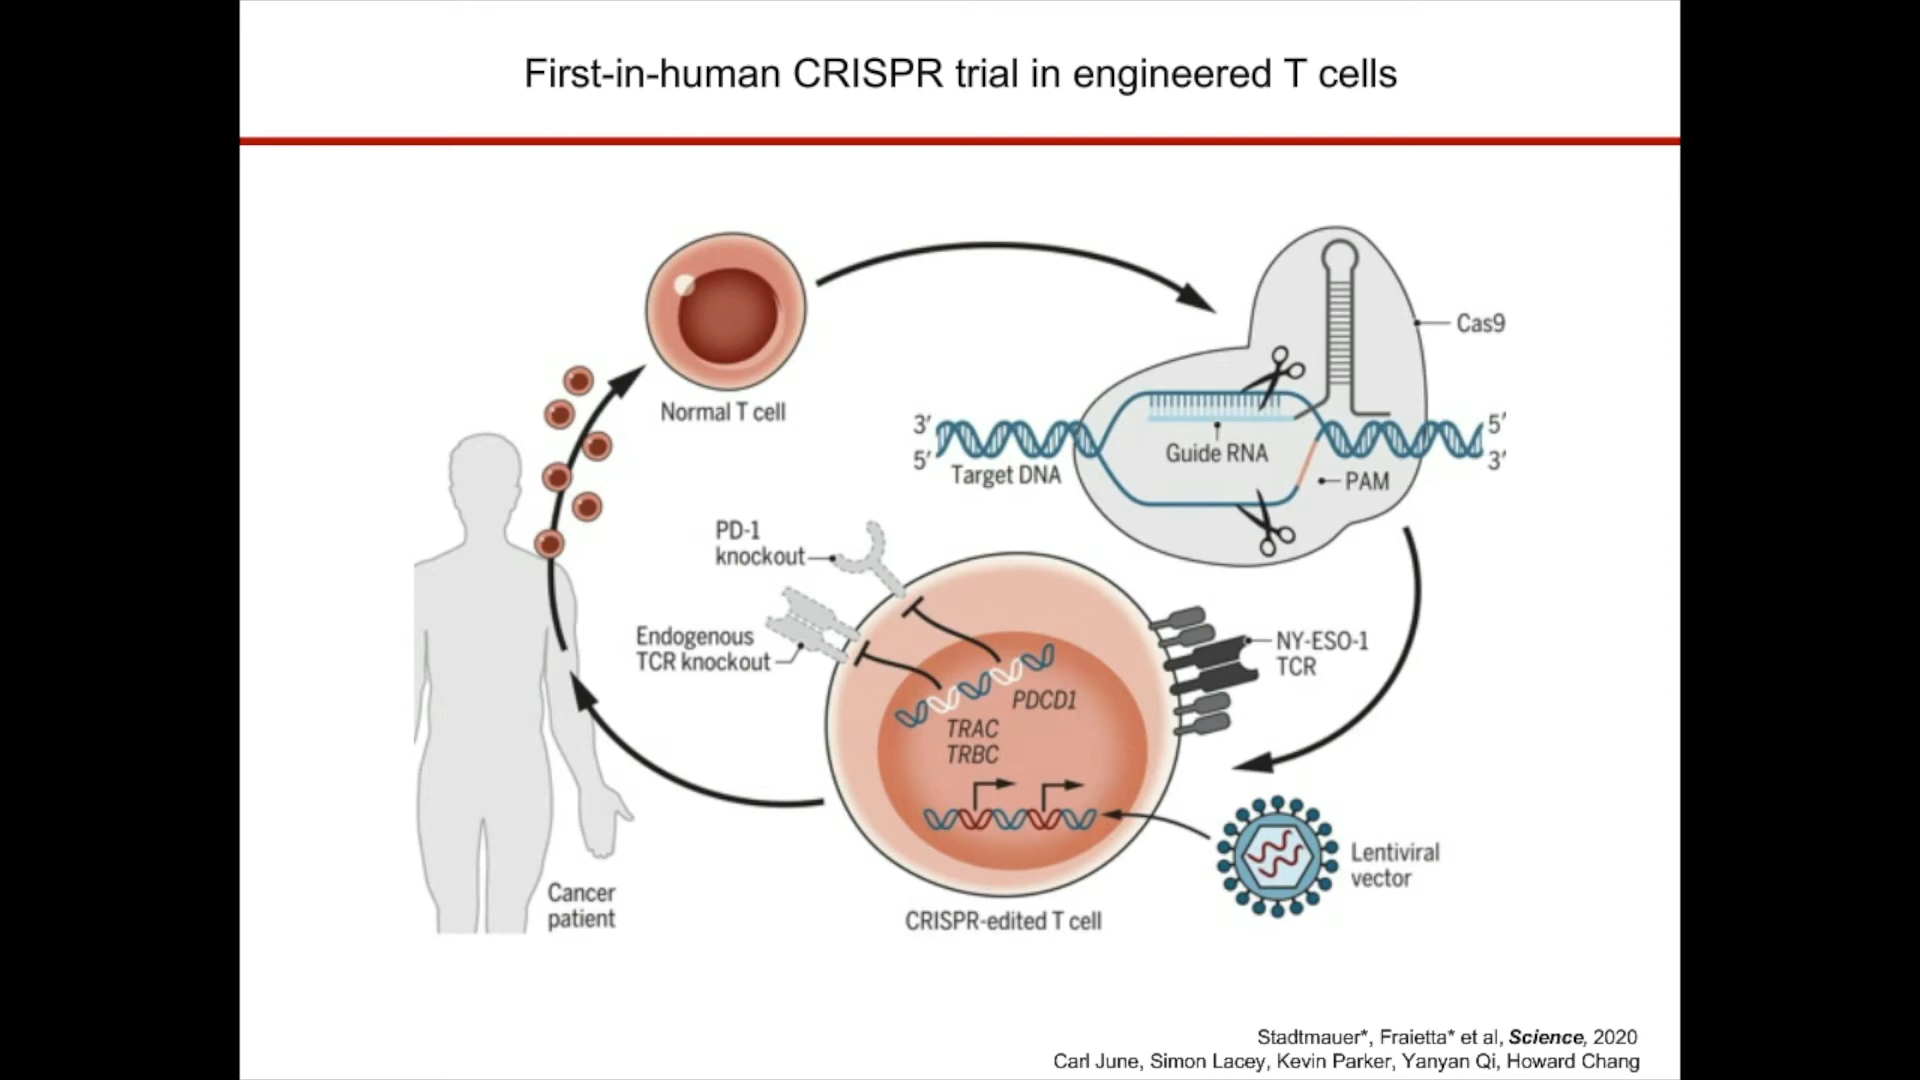 First-in-human CRISPR trial in engineered T cells
Normal T cell
Cas9
3′
5′
Target DNA
Guide RNA
PAM
5′
3′
PD-1
knockout
Endogenous
TCR knockout
NY-ESO-1
TCR
PDCD1
TRAC
TRBC
Lentiviral
vector
Cancer
patient
CRISPR-edited T cell
Stadtmauer*, Fraietta* et al, Science, 2020
Carl June, Simon Lacey, Kevin Parker, Yanyan Qi, Howard Chang